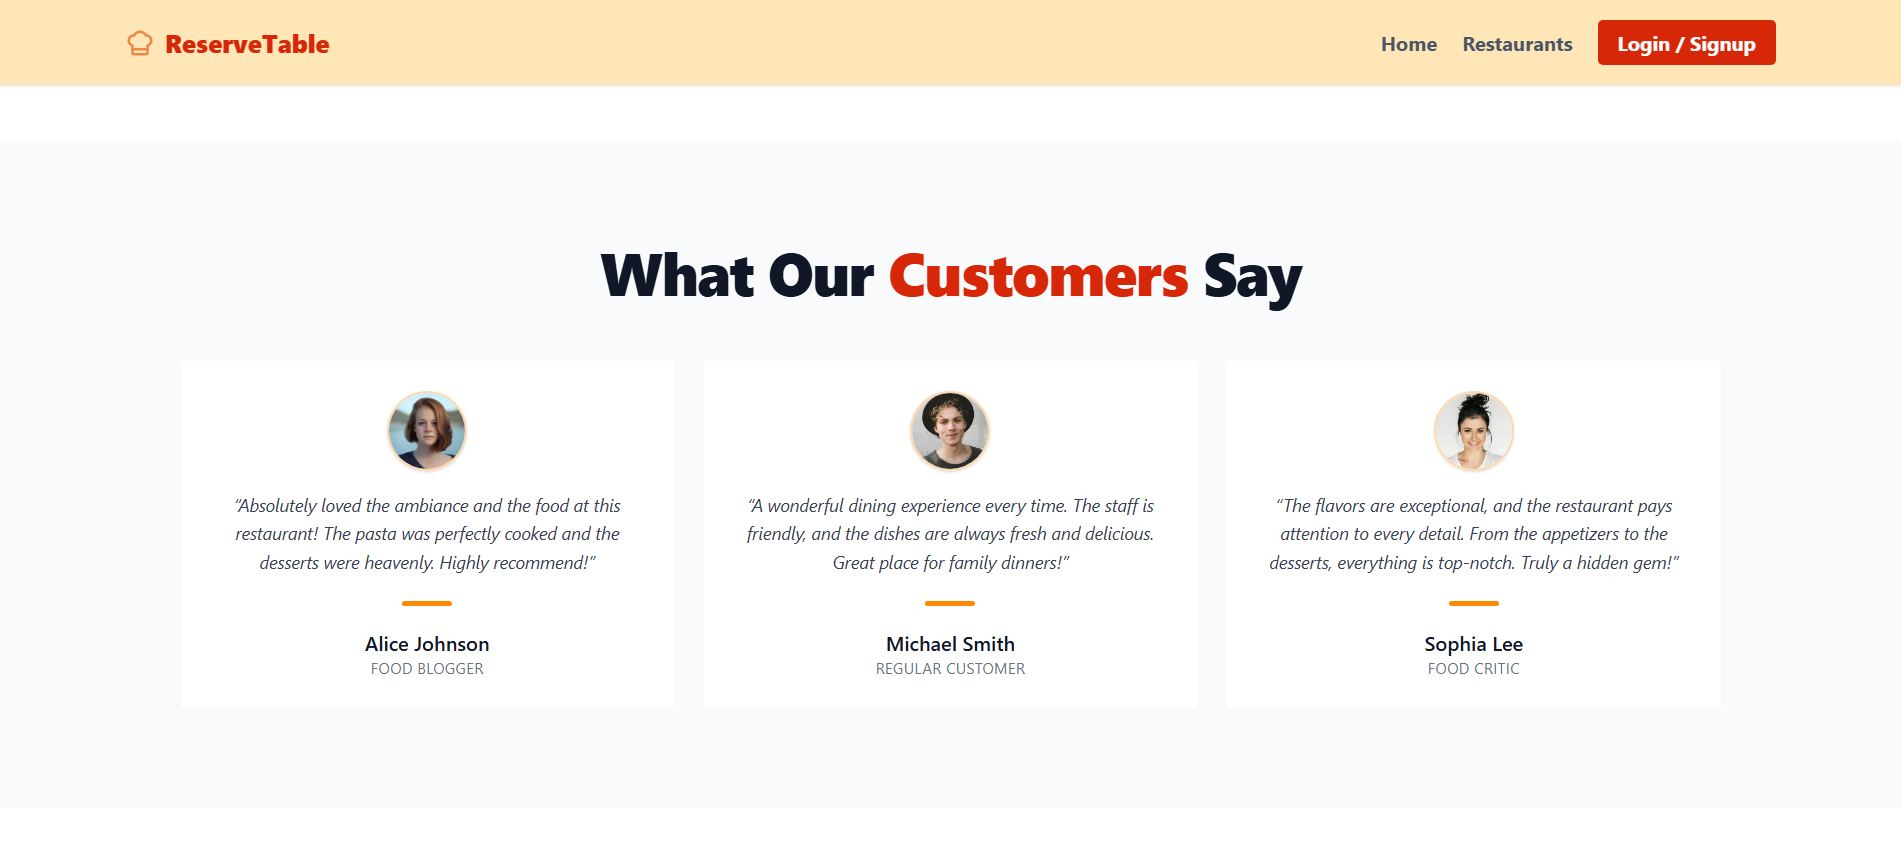 ReserveTable
Home
Restaurants
Login / Signup
What Our Customers Say
“Absolutely loved the ambiance and the food at this
restaurant! The pasta was perfectly cooked and the
desserts were heavenly. Highly recommend!”
Alice Johnson
FOOD BLOGGER
“A wonderful dining experience every time. The staff is
friendly, and the dishes are always fresh and delicious.
Great place for family dinners!”
Michael Smith
REGULAR CUSTOMER
“The flavors are exceptional, and the restaurant pays
attention to every detail. From the appetizers to the
desserts, everything is top-notch. Truly a hidden gem!”
Sophia Lee
FOOD CRITIC